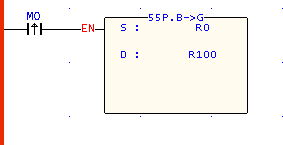 M0
55P.B->G
EN
S : R0
D : R100